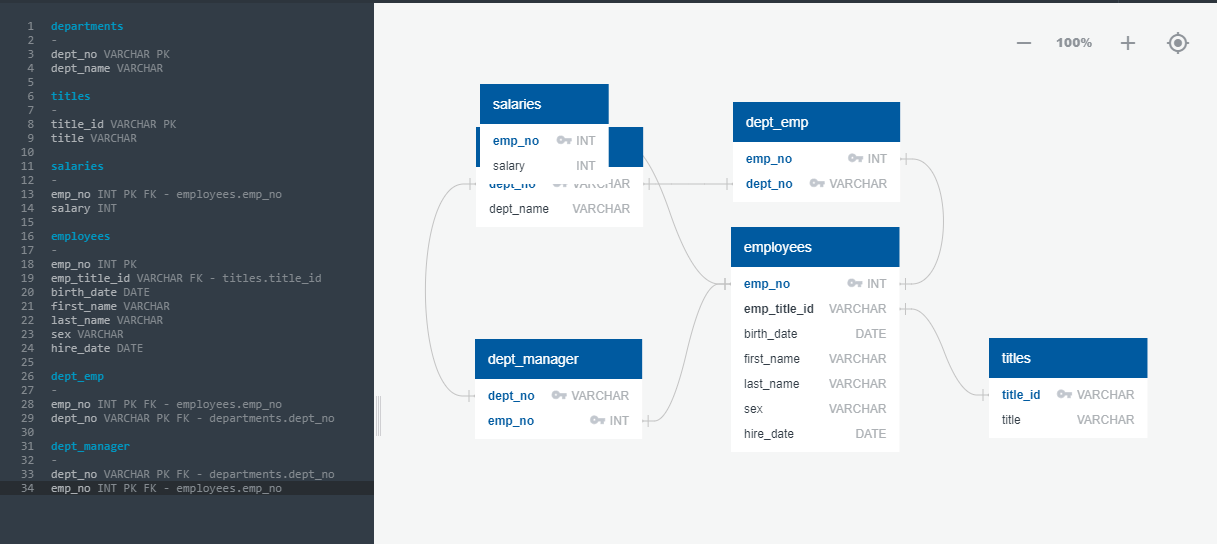 1 departments
2 -
3 dept_no VARCHAR PK
4 dept_name VARCHAR
5
6 titles
7 -
8 title_id VARCHAR PK
9 title VARCHAR
10
11 salaries
12 -
13 emp_no INT PK FK - employees.emp_no
14 salary INT
15
16 employees
17 -
18 emp_no INT PK
19 emp_title_id VARCHAR FK - titles.title_id
20 birth_date DATE
21 first_name VARCHAR
22 last_name VARCHAR
23 sex VARCHAR
24 hire_date DATE
25
26 dept_emp
27 -
28 emp_no INT PK FK - employees.emp_no
29 dept_no VARCHAR PK FK - departments.dept_no
30
31 dept_manager
32 -
33 dept_no VARCHAR PK FK - departments.dept_no
34 emp_no INT PK FK - employees.emp_no
100%
salaries
emp_no INT
salary INT
dept_no VARCHAR
dept_name VARCHAR
dept_emp
emp_no INT
dept_no VARCHAR
employees
emp_no INT
emp_title_id VARCHAR
birth_date DATE
first_name VARCHAR
last_name VARCHAR
sex VARCHAR
hire_date DATE
dept_manager
dept_no VARCHAR
emp_no INT
titles
title_id VARCHAR
title VARCHAR